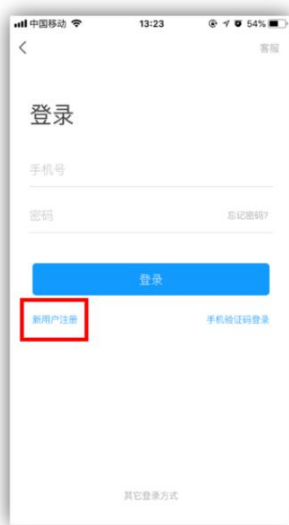 中国移动 13:23 54%
客服
登录
手机号
密码 忘记密码?
登录
新用户注册 手机验证码登录
其它登录方式